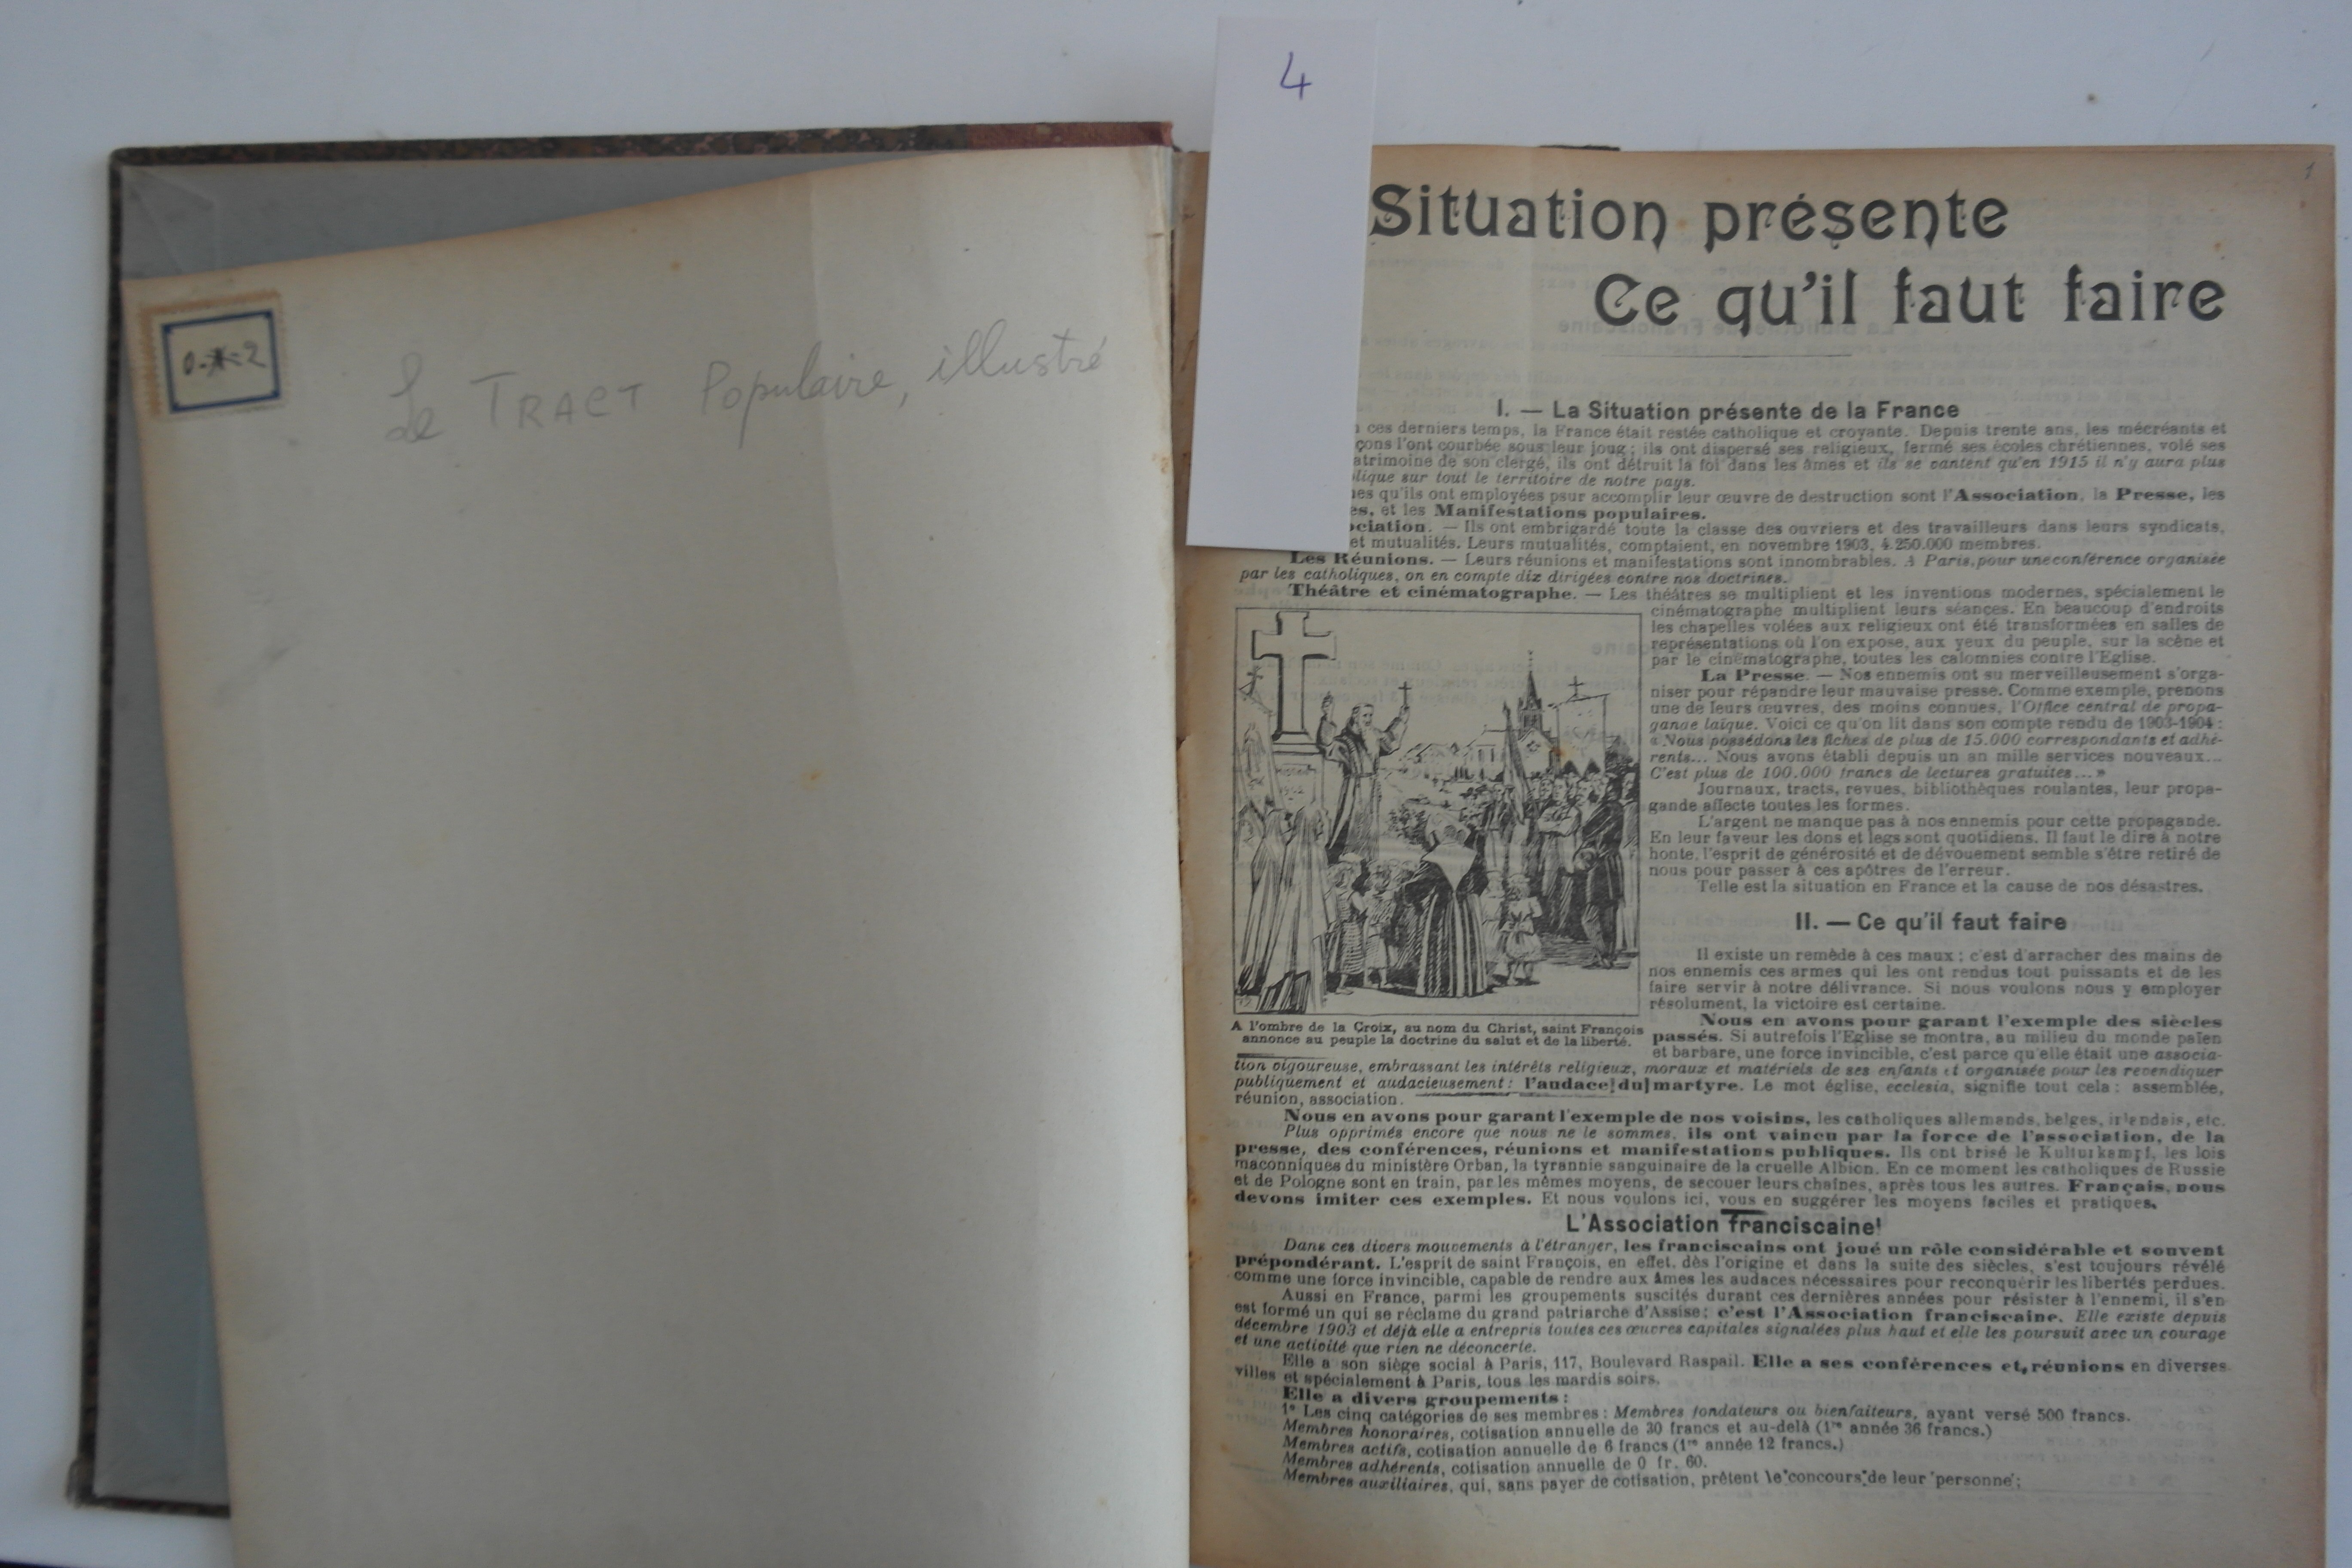 4
0-*-2
Le TRACT Populaire, illustré
1
Situation présente
Ce qu'il faut faire
I. — La Situation présente de la France
ces derniers temps, la France était restée catholique et croyante. Depuis trente ans, les mécréants et
çons l'ont courbée sous leur joug; ils ont dispersé ses religieux, fermé ses écoles chrétiennes, volé ses
atrimoine de son clergé, ils ont détruit la foi dans les âmes et ils se vantent qu'en 1915 il n'y aura plus
lique sur tout le territoire de notre pays.
es qu'ils ont employées psur accomplir leur œuvre de destruction sont l'Association, la Presse, les
es, et les Manifestations populaires.
ociation. — Ils ont embrigardé toute la classe des ouvriers et des travailleurs dans leurs syndicats,
et mutualités. Leurs mutualités, comptaient, en novembre 1903, 4.250.000 membres.
Les Réunions. — Leurs réunions et manifestations sont innombrables. A Paris, pour une conférence organisée
par les catholiques, on en compte dix dirigées contre nos doctrines.
Théâtre et cinématographe. — Les théâtres se multiplient et les inventions modernes, spécialement le
cinématographe multiplient leurs séances. En beaucoup d'endroits
les chapelles volées aux religieux ont été transformées en salles de
représentations où l'on expose, aux yeux du peuple, sur la scène et
par le cinématographe, toutes les calomnies contre l'Eglise.
La Presse. — Nos ennemis ont su merveilleusement s'orga-
niser pour répandre leur mauvaise presse. Comme exemple, prenons
une de leurs œuvres, des moins connues, l'Office central de propa-
gande laïque. Voici ce qu'on lit dans son compte rendu de 1903-1904 :
« Nous possédons les fiches de plus de 15.000 correspondants et adhé-
rents... Nous avons établi depuis un an mille services nouveaux...
C'est plus de 100.000 francs de lectures gratuites... »
Journaux, tracts, revues, bibliothèques roulantes, leur propa-
gande affecte toutes les formes.
L'argent ne manque pas à nos ennemis pour cette propagande.
En leur faveur les dons et legs sont quotidiens. Il faut le dire à notre
honte, l'esprit de générosité et de dévouement semble s'être retiré de
nous pour passer à ces apôtres de l'erreur.
Telle est la situation en France et la cause de nos désastres.
II. — Ce qu'il faut faire
Il existe un remède à ces maux ; c'est d'arracher des mains de
nos ennemis ces armes qui les ont rendus tout puissants et de les
faire servir à notre délivrance. Si nous voulons nous y employer
résolument, la victoire est certaine.
A l'ombre de la Croix, au nom du Christ, saint François
annonce au peuple la doctrine du salut et de la liberté.
Nous en avons pour garant l'exemple des siècles
passés. Si autrefois l'Eglise se montra, au milieu du monde païen
et barbare, une force invincible, c'est parce qu'elle était une associa-
tion vigoureuse, embrassant les intérêts religieux, moraux et matériels de ses enfants et organisée pour les revendiquer
publiquement et audacieusement : l'audace du martyre. Le mot église, ecclesia, signifie tout cela : assemblée,
réunion, association.
Nous en avons pour garant l'exemple de nos voisins, les catholiques allemands, belges, irlandais, etc.
Plus opprimés encore que nous ne le sommes, ils ont vaincu par la force de l'association, de la
presse, des conférences, réunions et manifestations publiques. Ils ont brisé le Kulturkampf, les lois
maconniques du ministère Orban, la tyrannie sanguinaire de la cruelle Albion. En ce moment les catholiques de Russie
et de Pologne sont en train, par les mêmes moyens, de secouer leurs chaînes, après tous les autres. Français, nous
devons imiter ces exemples. Et nous voulons ici, vous en suggérer les moyens faciles et pratiques.
L'Association franciscaine!
Dans ces divers mouvements à l'étranger, les franciscains ont joué un rôle considérable et souvent
prépondérant. L'esprit de saint François, en effet, dès l'origine et dans la suite des siècles, s'est toujours révélé
comme une force invincible, capable de rendre aux âmes les audaces nécessaires pour reconquérir les libertés perdues.
Aussi en France, parmi les groupements suscités durant ces dernières années pour résister à l'ennemi, il s'en
est formé un qui se réclame du grand patriarche d'Assise; c'est l'Association franciscaine. Elle existe depuis
décembre 1903 et déjà elle a entrepris toutes ces œuvres capitales signalées plus haut et elle les poursuit avec un courage
et une activité que rien ne déconcerte.
Elle a son siège social à Paris, 117, Boulevard Raspail. Elle a ses conférences et réunions en diverses
villes et spécialement à Paris, tous les mardis soirs.
Elle a divers groupements :
1° Les cinq catégories de ses membres : Membres fondateurs ou bienfaiteurs, ayant versé 500 francs.
Membres honoraires, cotisation annuelle de 30 francs et au-delà (1re année 36 francs.)
Membres actifs, cotisation annuelle de 6 francs (1re année 12 francs.)
Membres adhérents, cotisation annuelle de 0 fr. 60.
Membres auxiliaires, qui, sans payer de cotisation, prêtent le concours de leur personne ;